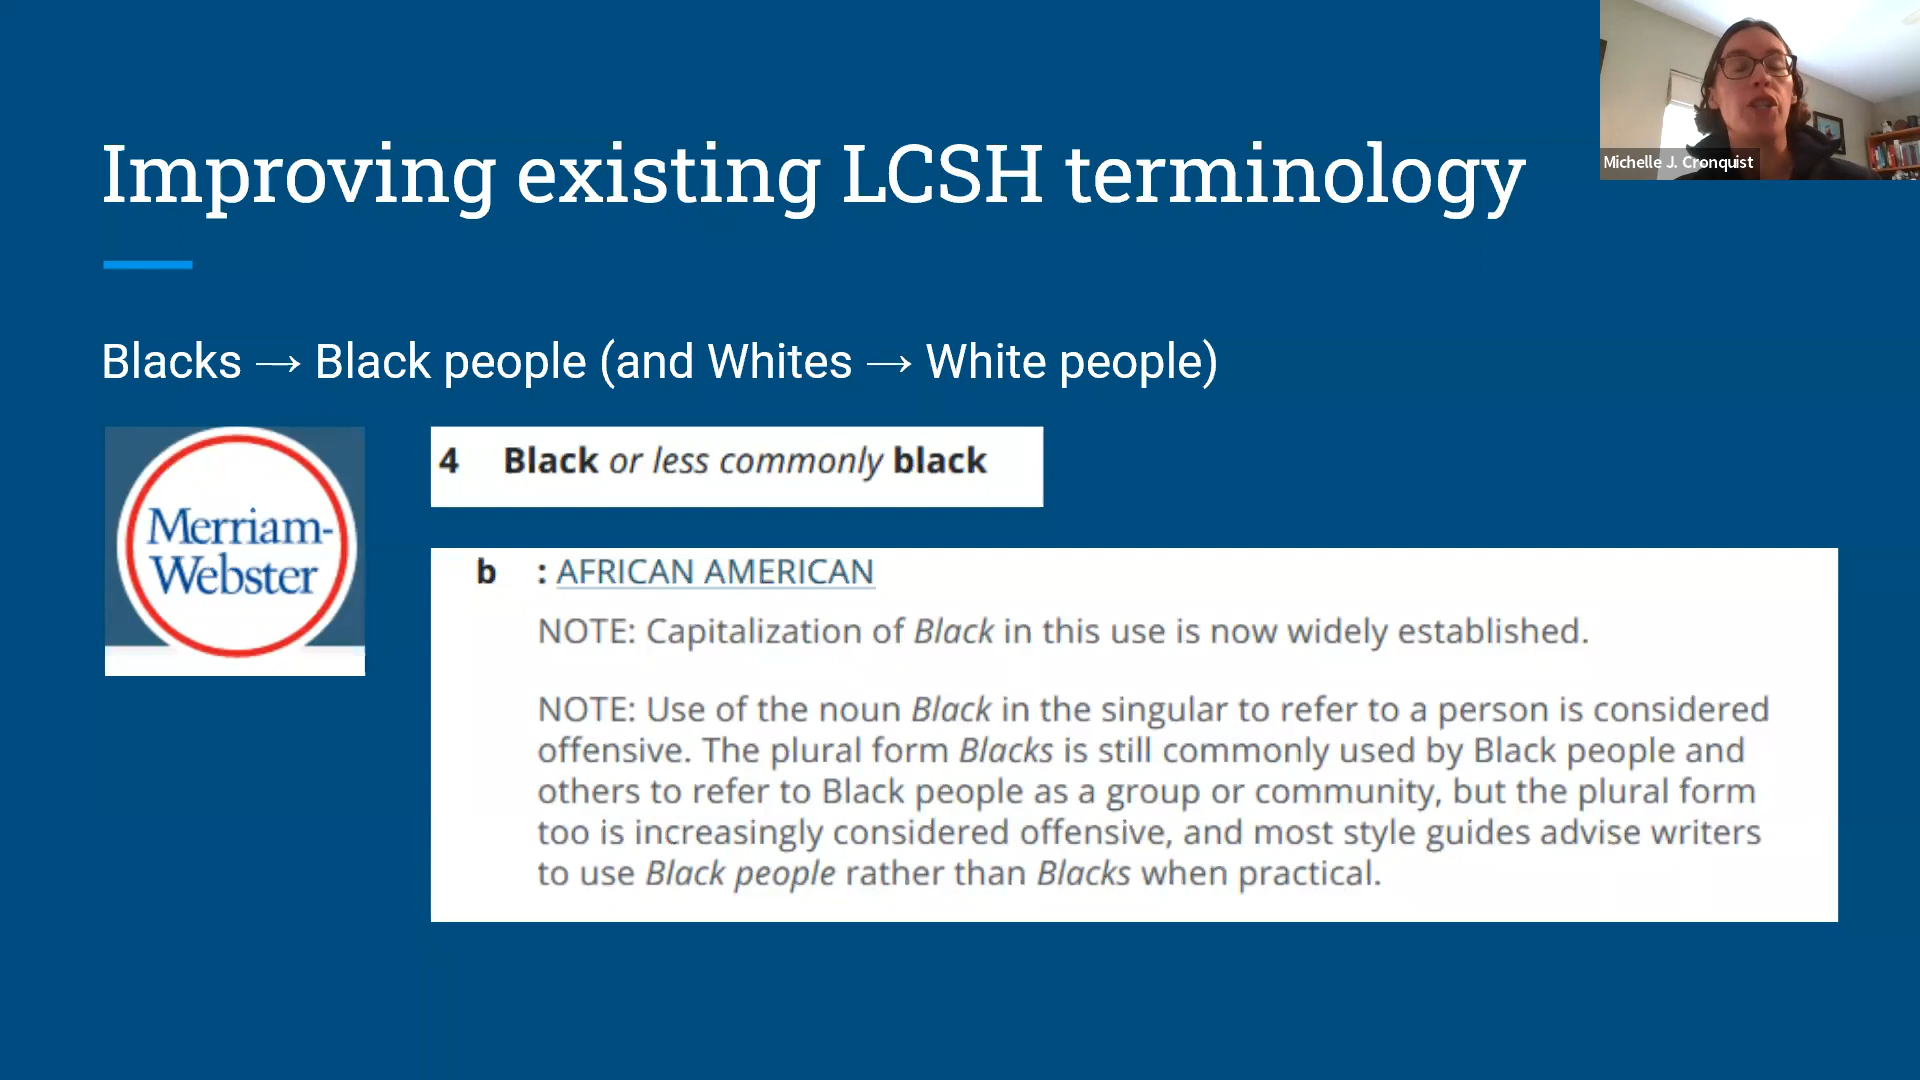 Michelle J. Cronquist
Improving existing LCSH terminology
Blacks → Black people (and Whites → White people)
Merriam-
Webster
4 Black or less commonly black
b : AFRICAN AMERICAN
NOTE: Capitalization of Black in this use is now widely established.
NOTE: Use of the noun Black in the singular to refer to a person is considered
offensive. The plural form Blacks is still commonly used by Black people and
others to refer to Black people as a group or community, but the plural form
too is increasingly considered offensive, and most style guides advise writers
to use Black people rather than Blacks when practical.